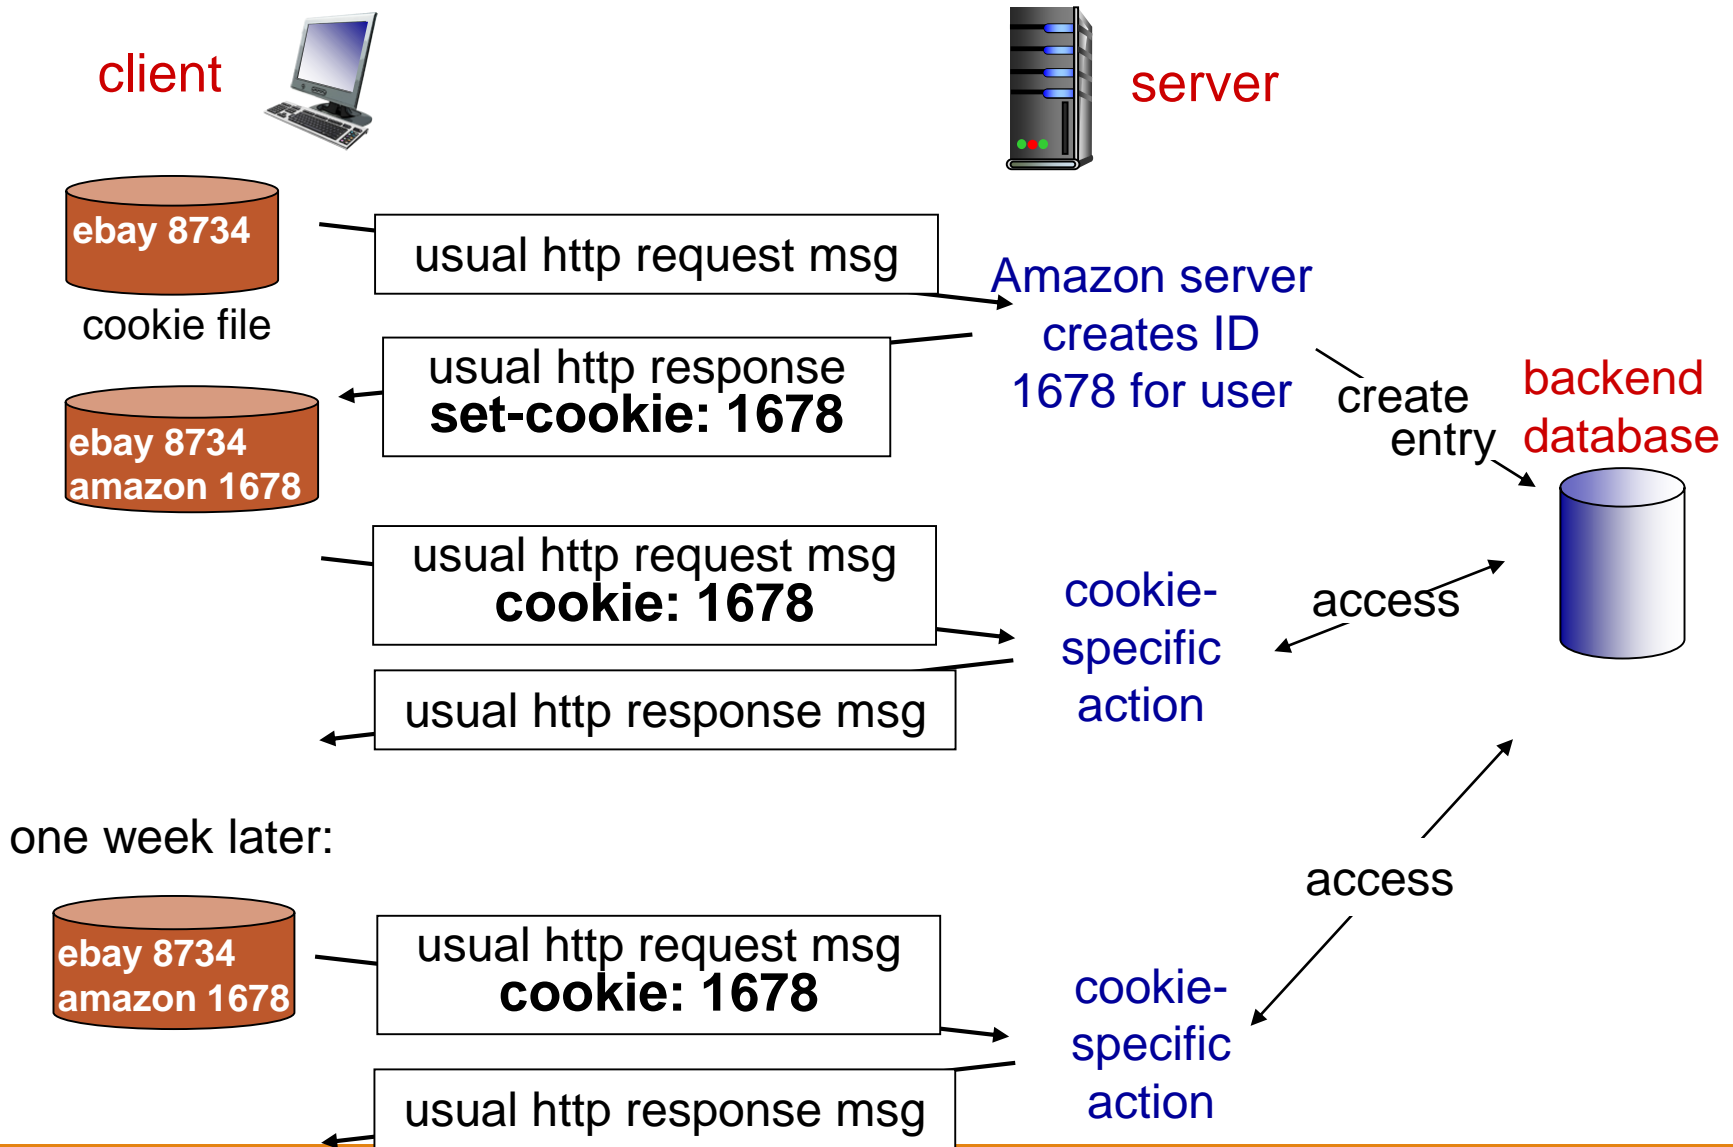 client
server
ebay 8734
cookie file
usual http request msg
Amazon server
creates ID
1678 for user
usual http response
set-cookie: 1678
create
entry
backend
database
ebay 8734
amazon 1678
usual http request msg
cookie: 1678
cookie-
specific
action
access
usual http response msg
one week later:
access
ebay 8734
amazon 1678
usual http request msg
cookie: 1678
cookie-
specific
action
usual http response msg